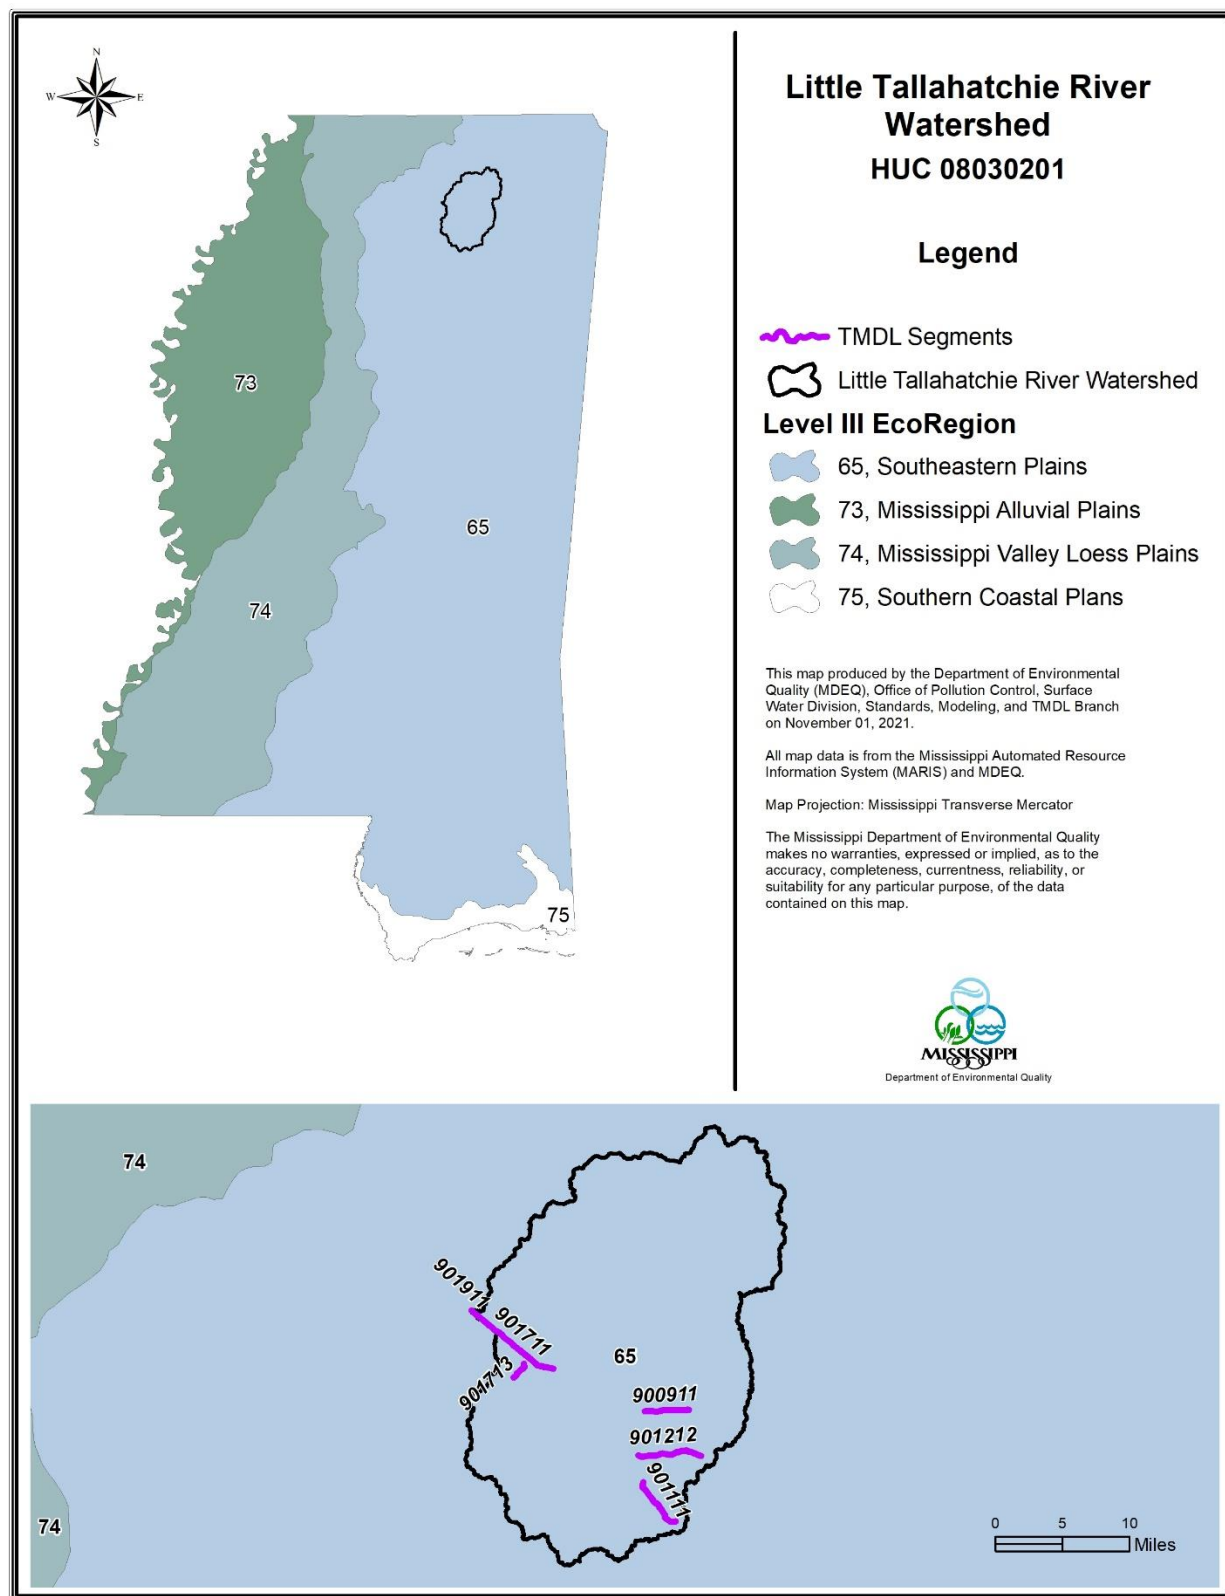 N
W
E
S
73
65
74
75
Little Tallahatchie River
Watershed
HUC 08030201
Legend
TMDL Segments
Little Tallahatchie River Watershed
Level III EcoRegion
65, Southeastern Plains
73, Mississippi Alluvial Plains
74, Mississippi Valley Loess Plains
75, Southern Coastal Plans
This map produced by the Department of Environmental
Quality (MDEQ), Office of Pollution Control, Surface
Water Division, Standards, Modeling, and TMDL Branch
on November 01, 2021.
All map data is from the Mississippi Automated Resource
Information System (MARIS) and MDEQ.
Map Projection: Mississippi Transverse Mercator
The Mississippi Department of Environmental Quality
makes no warranties, expressed or implied, as to the
accuracy, completeness, currentness, reliability, or
suitability for any particular purpose, of the data
contained on this map.
MISSISSIPPI
Department of Environmental Quality
74
901911
901711
901713
65
900911
901212
901111
74
0 5 10
Miles